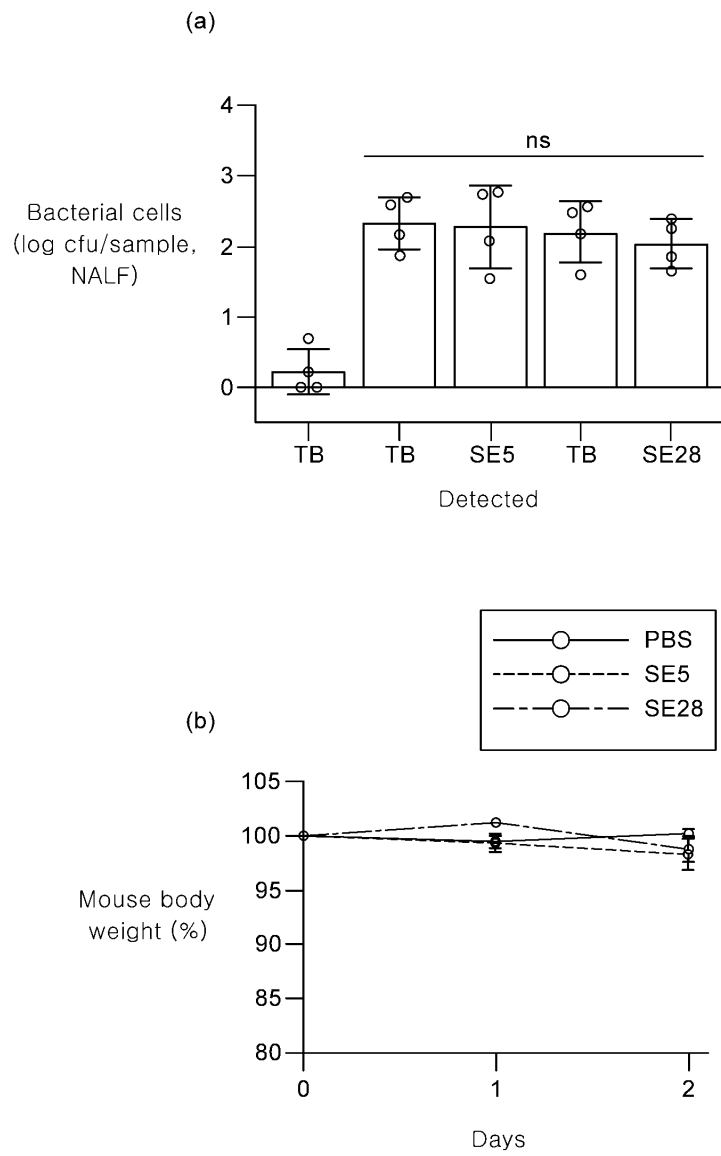 (a)
4
3
2
1
0
ns
Bacterial cells
(log cfu/sample,
NALF)
TB TB SE5 TB SE28
Detected
PBS
SE5
SE28
(b)
105
100
95
90
85
80
Mouse body
weight (%)
0 1 2
Days